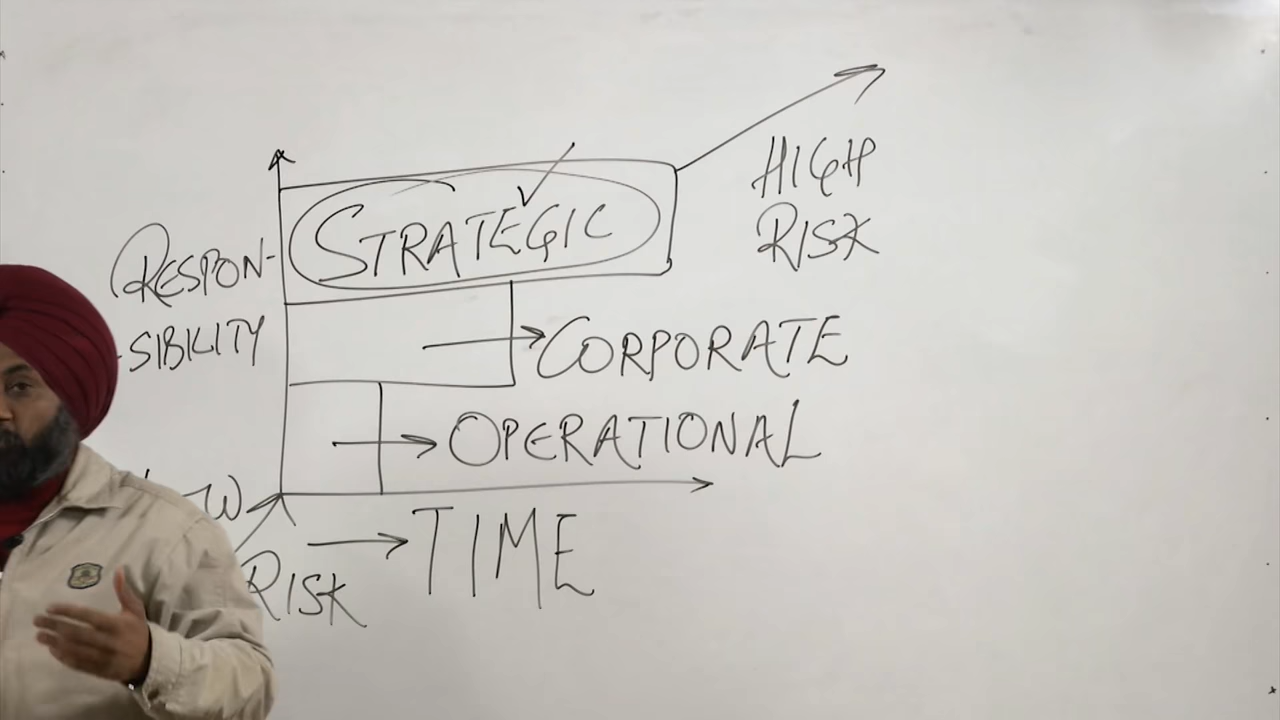 HIGH
RISK
STRATEGIC
RESPON-
-SIBILITY
CORPORATE
OPERATIONAL
RISK
TIME